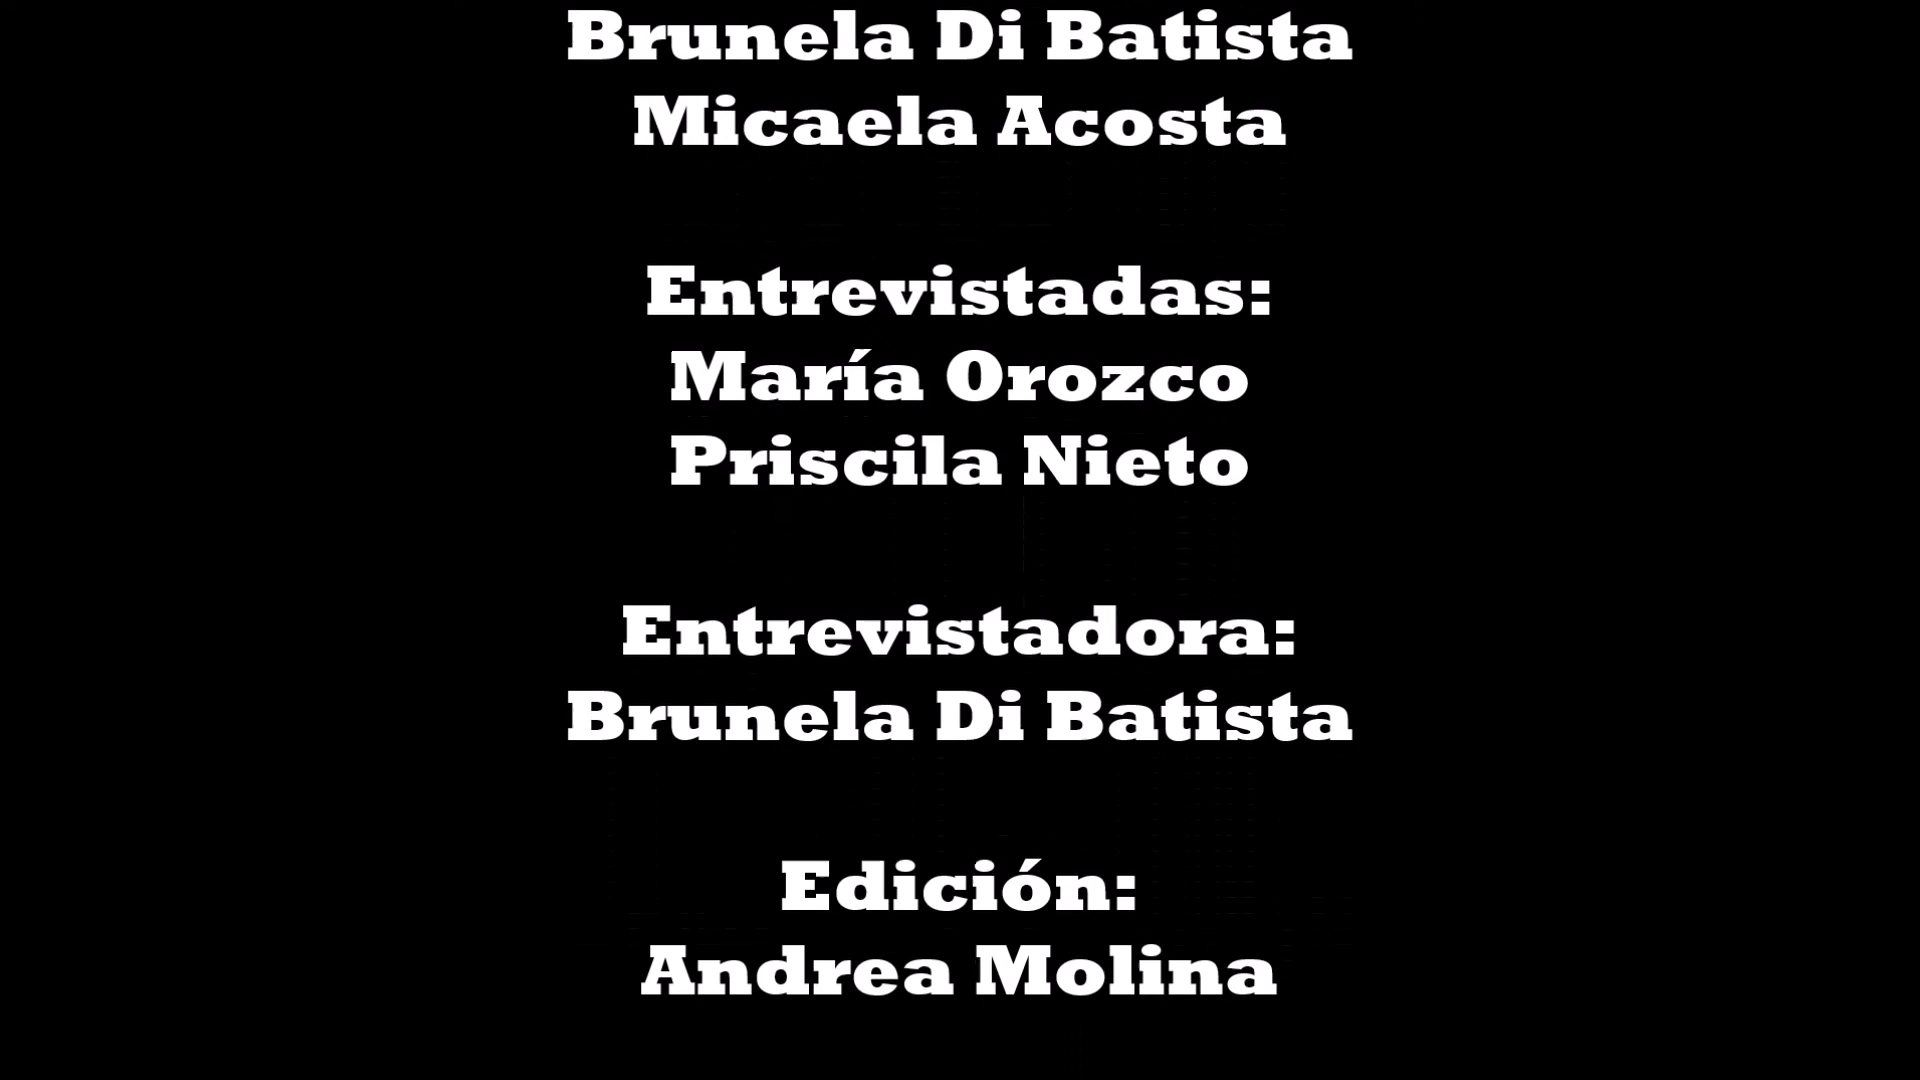 Brunela Di Batista
Micaela Acosta
Entrevistadas:
María Orozco
Priscila Nieto
Entrevistadora:
Brunela Di Batista
Edición:
Andrea Molina